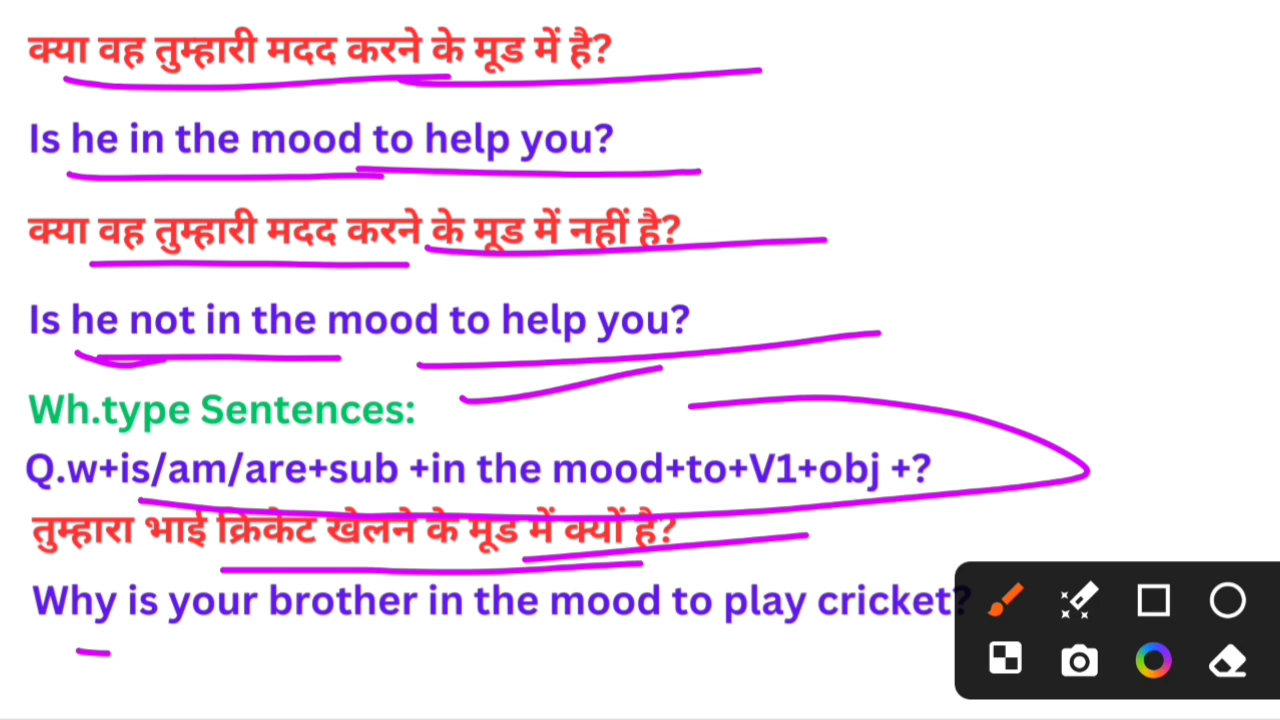 क्या वह तुम्हारी मदद करने के मूड में है?
Is he in the mood to help you?
क्या वह तुम्हारी मदद करने के मूड में नहीं है?
Is he not in the mood to help you?
Wh.type Sentences:
Q.w+is/am/are+sub +in the mood+to+V1+obj +?
तुम्हारा भाई क्रिकेट खेलने के मूड में क्यों है?
Why is your brother in the mood to play cricket?